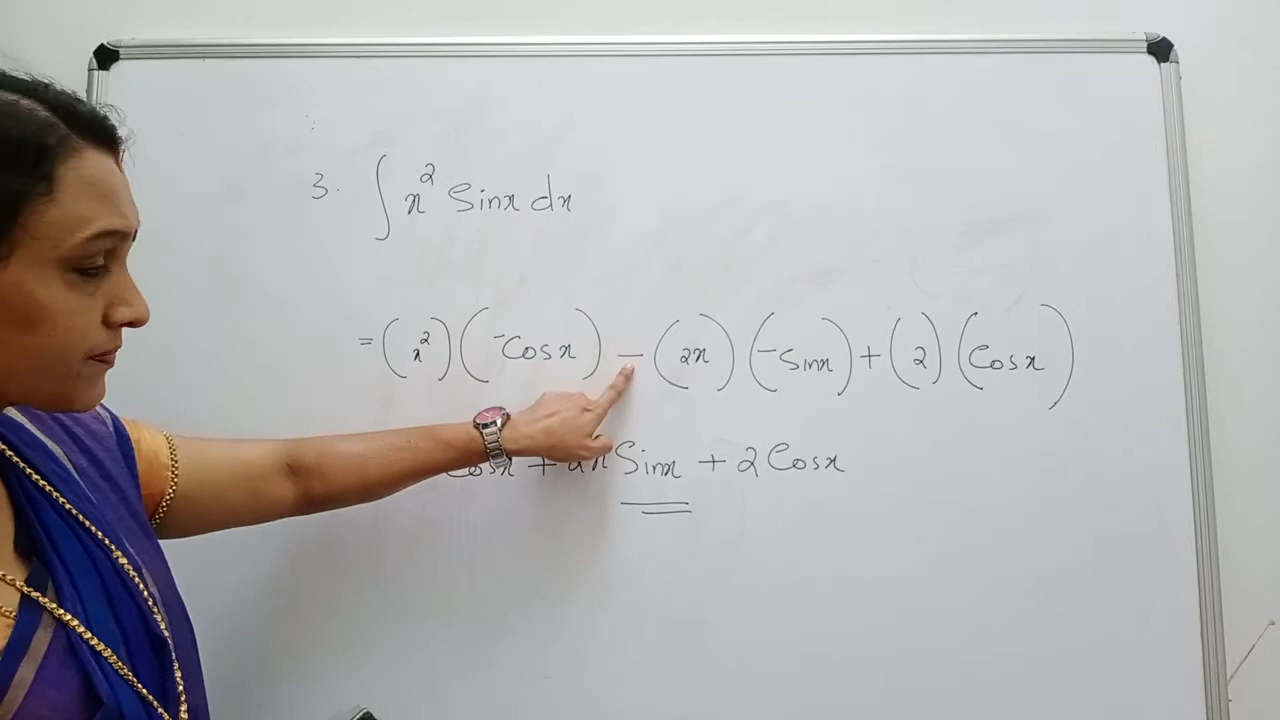 3. ∫ x² Sinx dx
= (x²)(-Cosx) - (2x)(-Sinx) + (2)(Cosx)
Cosx + 2x Sinx + 2 Cosx